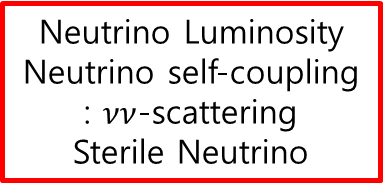 Neutrino Luminosity
Neutrino self-coupling
: 𝜈𝜈-scattering
Sterile Neutrino